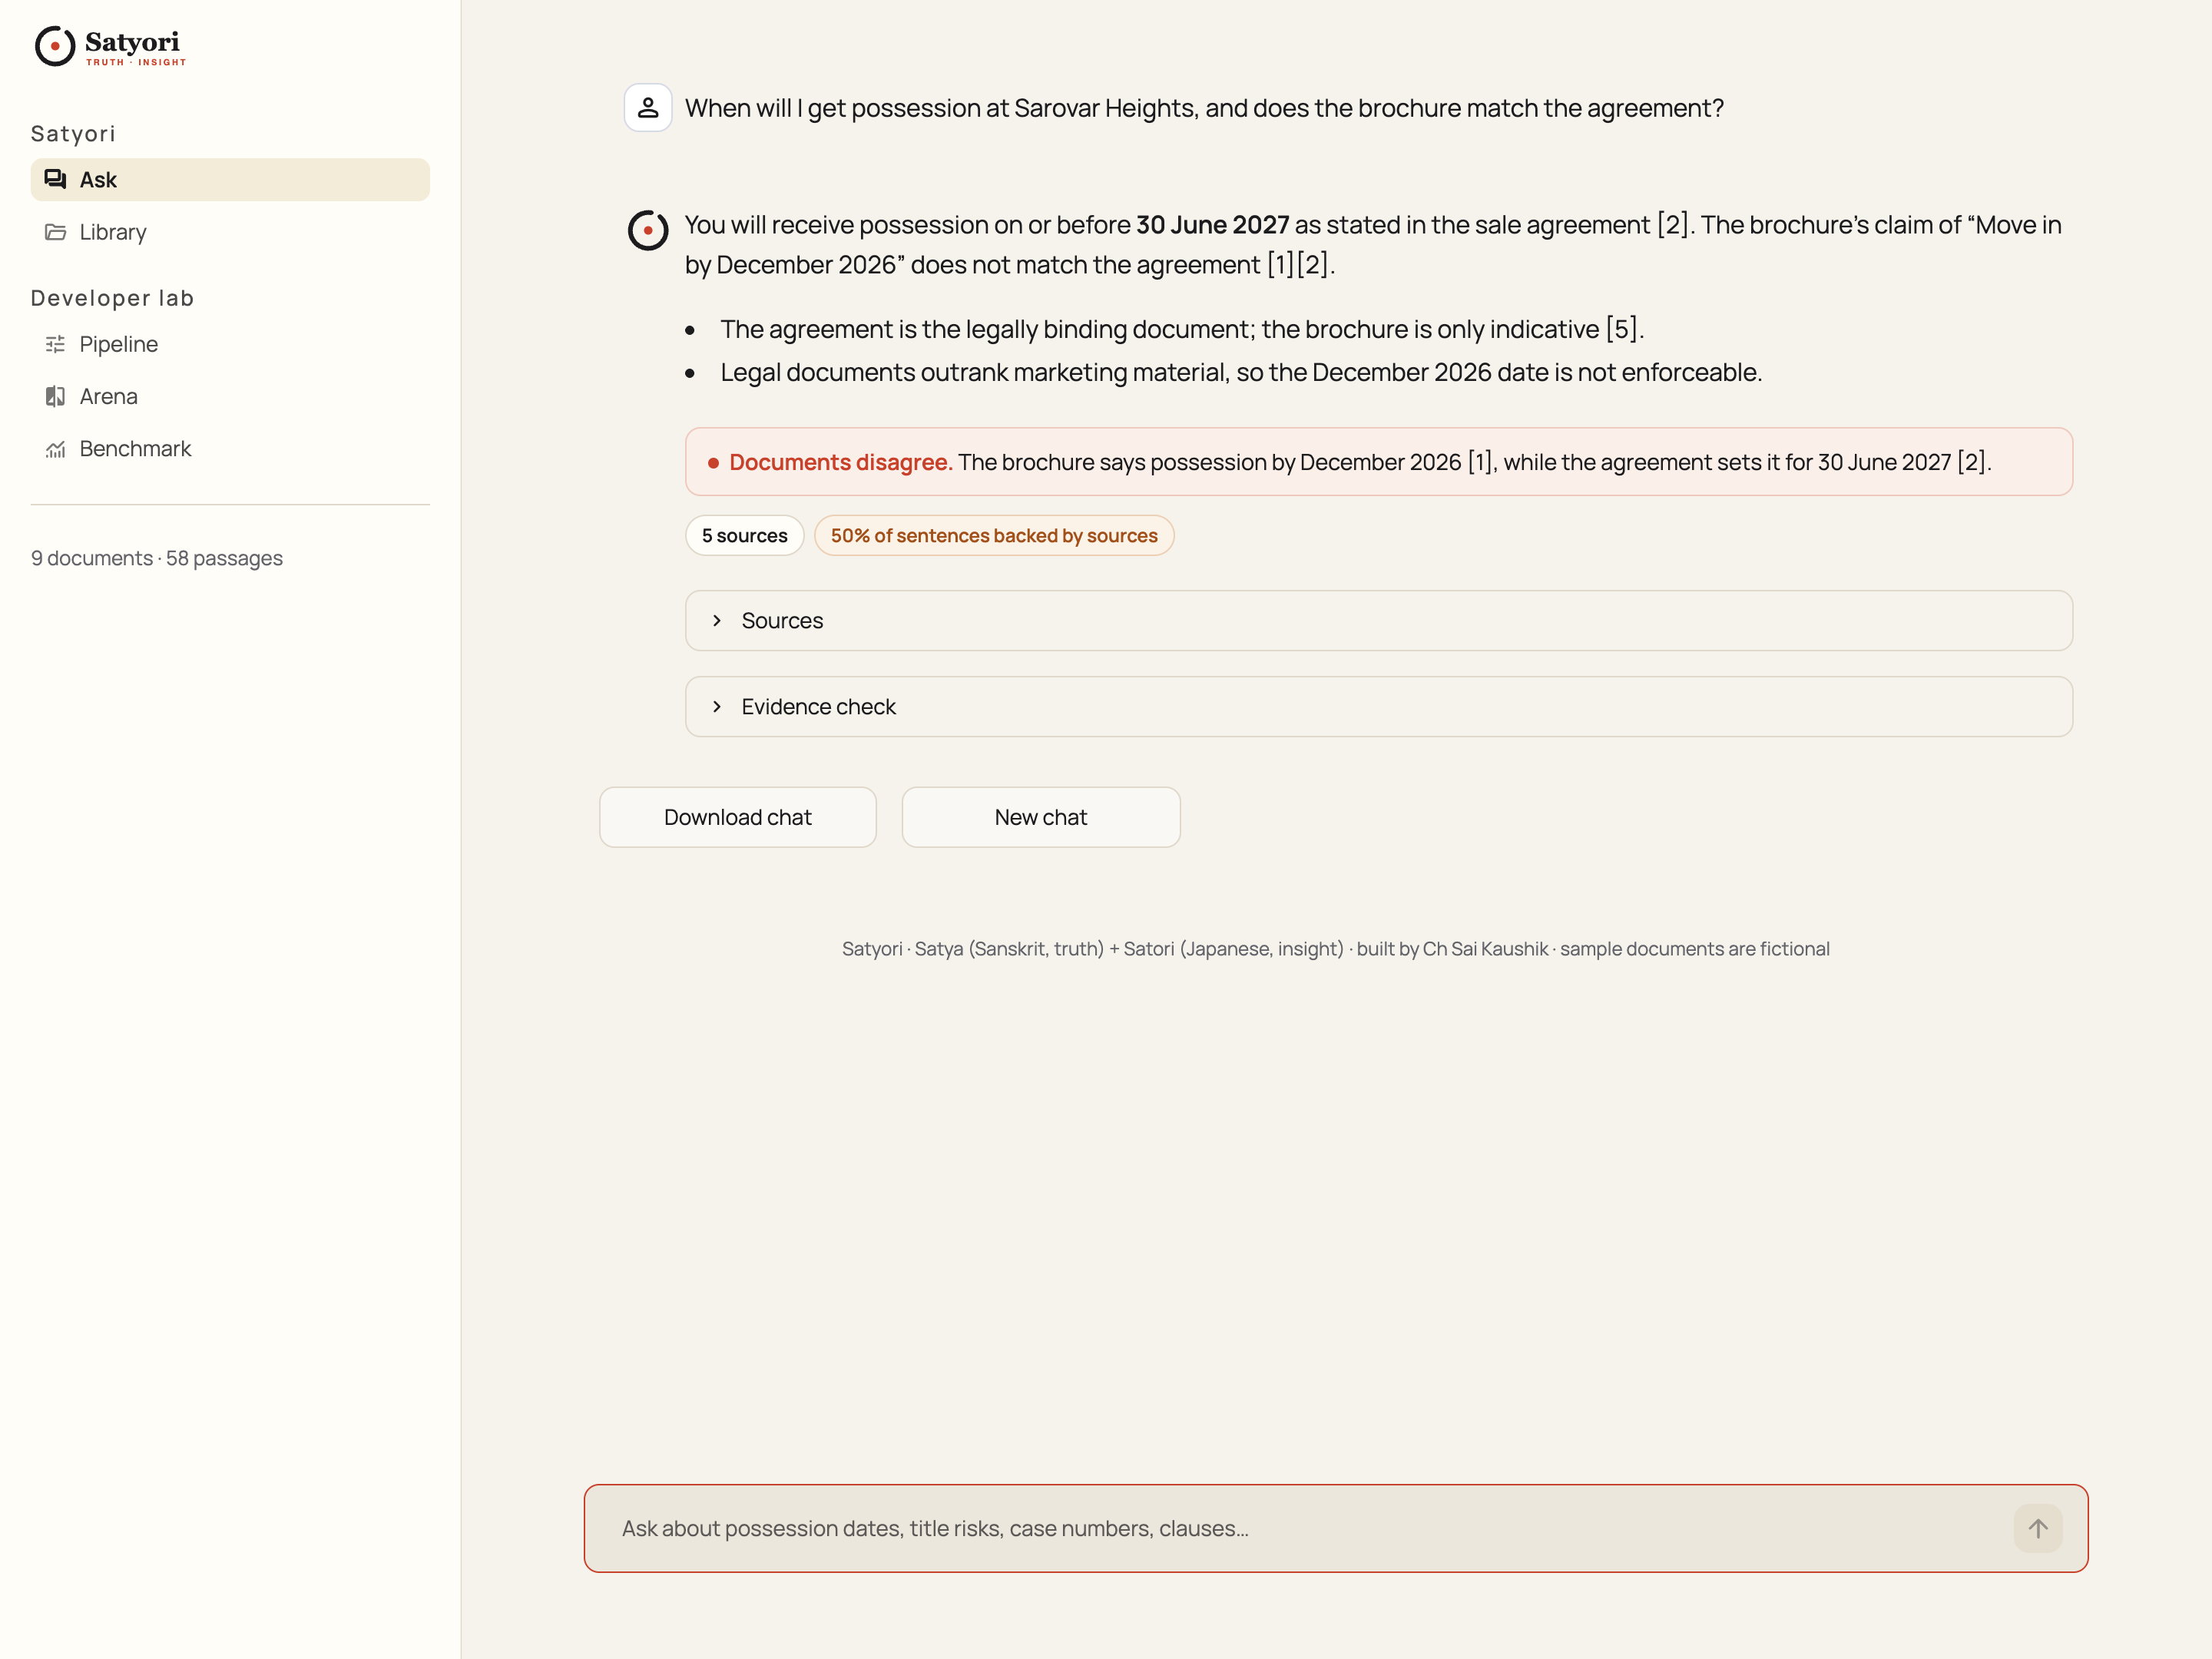 Satyori
TRUTH · INSIGHT
Satyori
Ask
Library
Developer lab
Pipeline
Arena
Benchmark
9 documents · 58 passages
When will I get possession at Sarovar Heights, and does the brochure match the agreement?
You will receive possession on or before 30 June 2027 as stated in the sale agreement [2]. The brochure’s claim of “Move in
by December 2026” does not match the agreement [1][2].
• The agreement is the legally binding document; the brochure is only indicative [5].
• Legal documents outrank marketing material, so the December 2026 date is not enforceable.
Documents disagree. The brochure says possession by December 2026 [1], while the agreement sets it for 30 June 2027 [2].
5 sources 50% of sentences backed by sources
Sources
Evidence check
Download chat New chat
Satyori · Satya (Sanskrit, truth) + Satori (Japanese, insight) · built by Ch Sai Kaushik · sample documents are fictional
Ask about possession dates, title risks, case numbers, clauses…